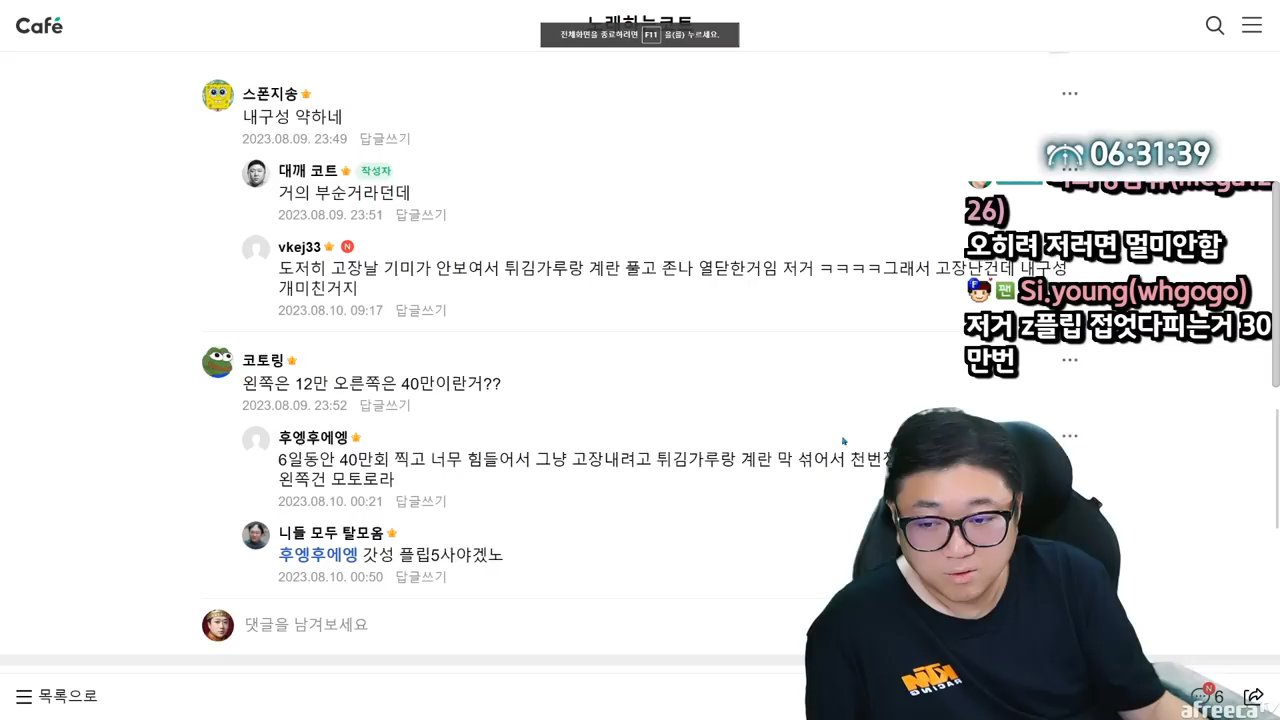 Café
노래하는코트
전체화면을 종료하려면 F11 을(를) 누르세요.
스폰지송
내구성 약하네
2023.08.09. 23:49 답글쓰기
대깨 코트 작성자
거의 부순거라던데
2023.08.09. 23:51 답글쓰기
vkej33 N
도저히 고장날 기미가 안보여서 튀김가루랑 계란 풀고 존나 열닫한거임 저거 ㅋㅋㅋㅋ그래서 고장난건데 내구성
개미친거지
2023.08.10. 09:17 답글쓰기
코토링
왼쪽은 12만 오른쪽은 40만이란거??
2023.08.09. 23:52 답글쓰기
후엥후에엥
6일동안 40만회 찍고 너무 힘들어서 그냥 고장내려고 튀김가루랑 계란 막 섞어서 천번
왼쪽건 모토로라
2023.08.10. 00:21 답글쓰기
니들 모두 탈모옴
후엥후에엥 갓성 플립5사야겠노
2023.08.10. 00:50 답글쓰기
댓글을 남겨보세요
목록으로
N
6
06:31:39
26)
오히려 저러면 멀미안함
F 팬 Si.young(whgogo)
저거 z플립 접엇다피는거 30
만번
KTM
RACING
afreecaTV